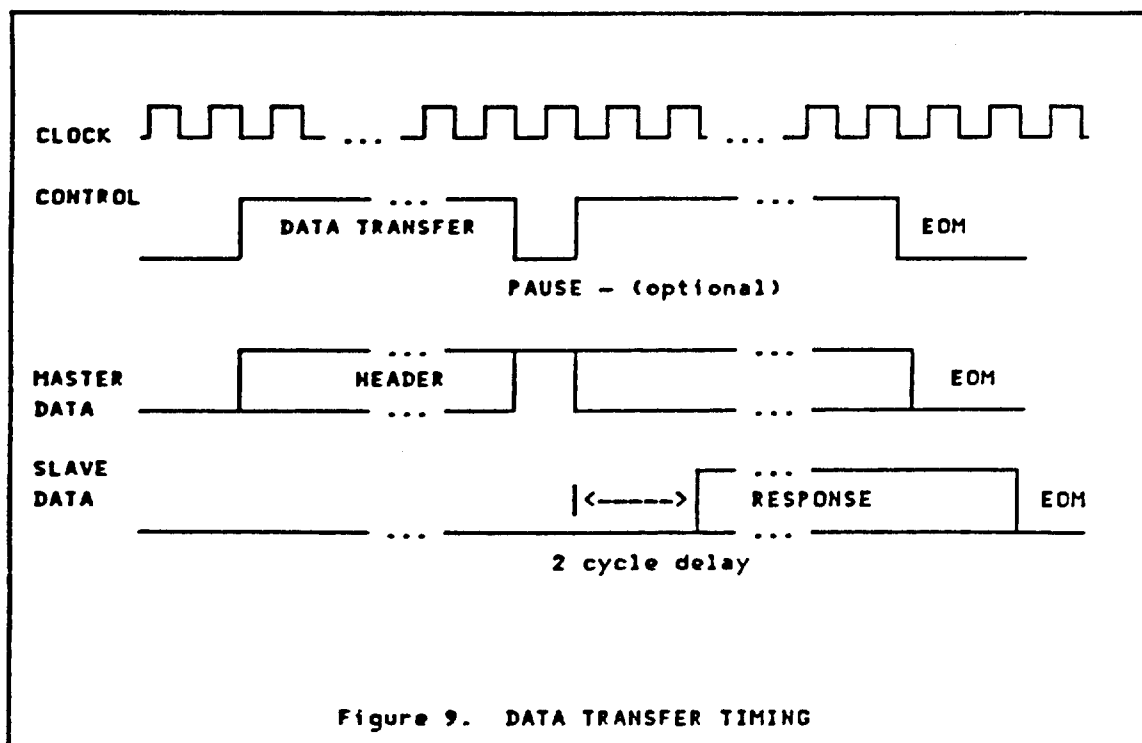 CLOCK ... ...
CONTROL ... ...
DATA TRANSFER EOM
PAUSE - (optional)
... ...
MASTER HEADER EOM
DATA ... ...
SLAVE ...
DATA |<----->  RESPONSE EOM
... ...
2 cycle delay
Figure 9. DATA TRANSFER TIMING